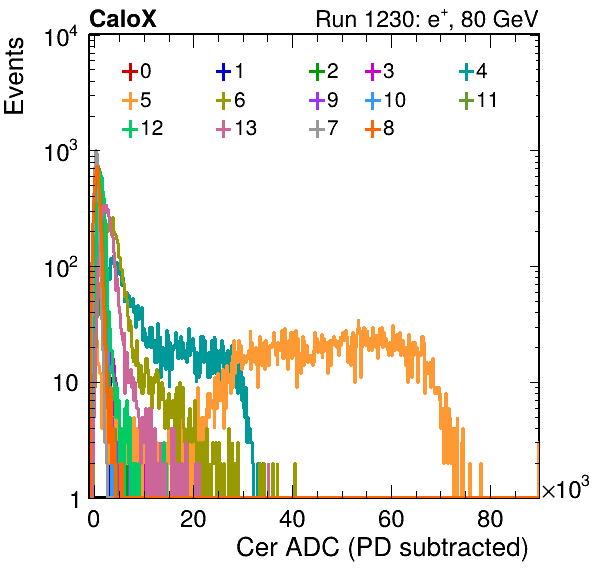 CaloX Run 1230: e⁺, 80 GeV
Events
10⁴
10³
10²
10
1
0 1 2 3 4
5 6 9 10 11
12 13 7 8
0 20 40 60 80
×10³
Cer ADC (PD subtracted)